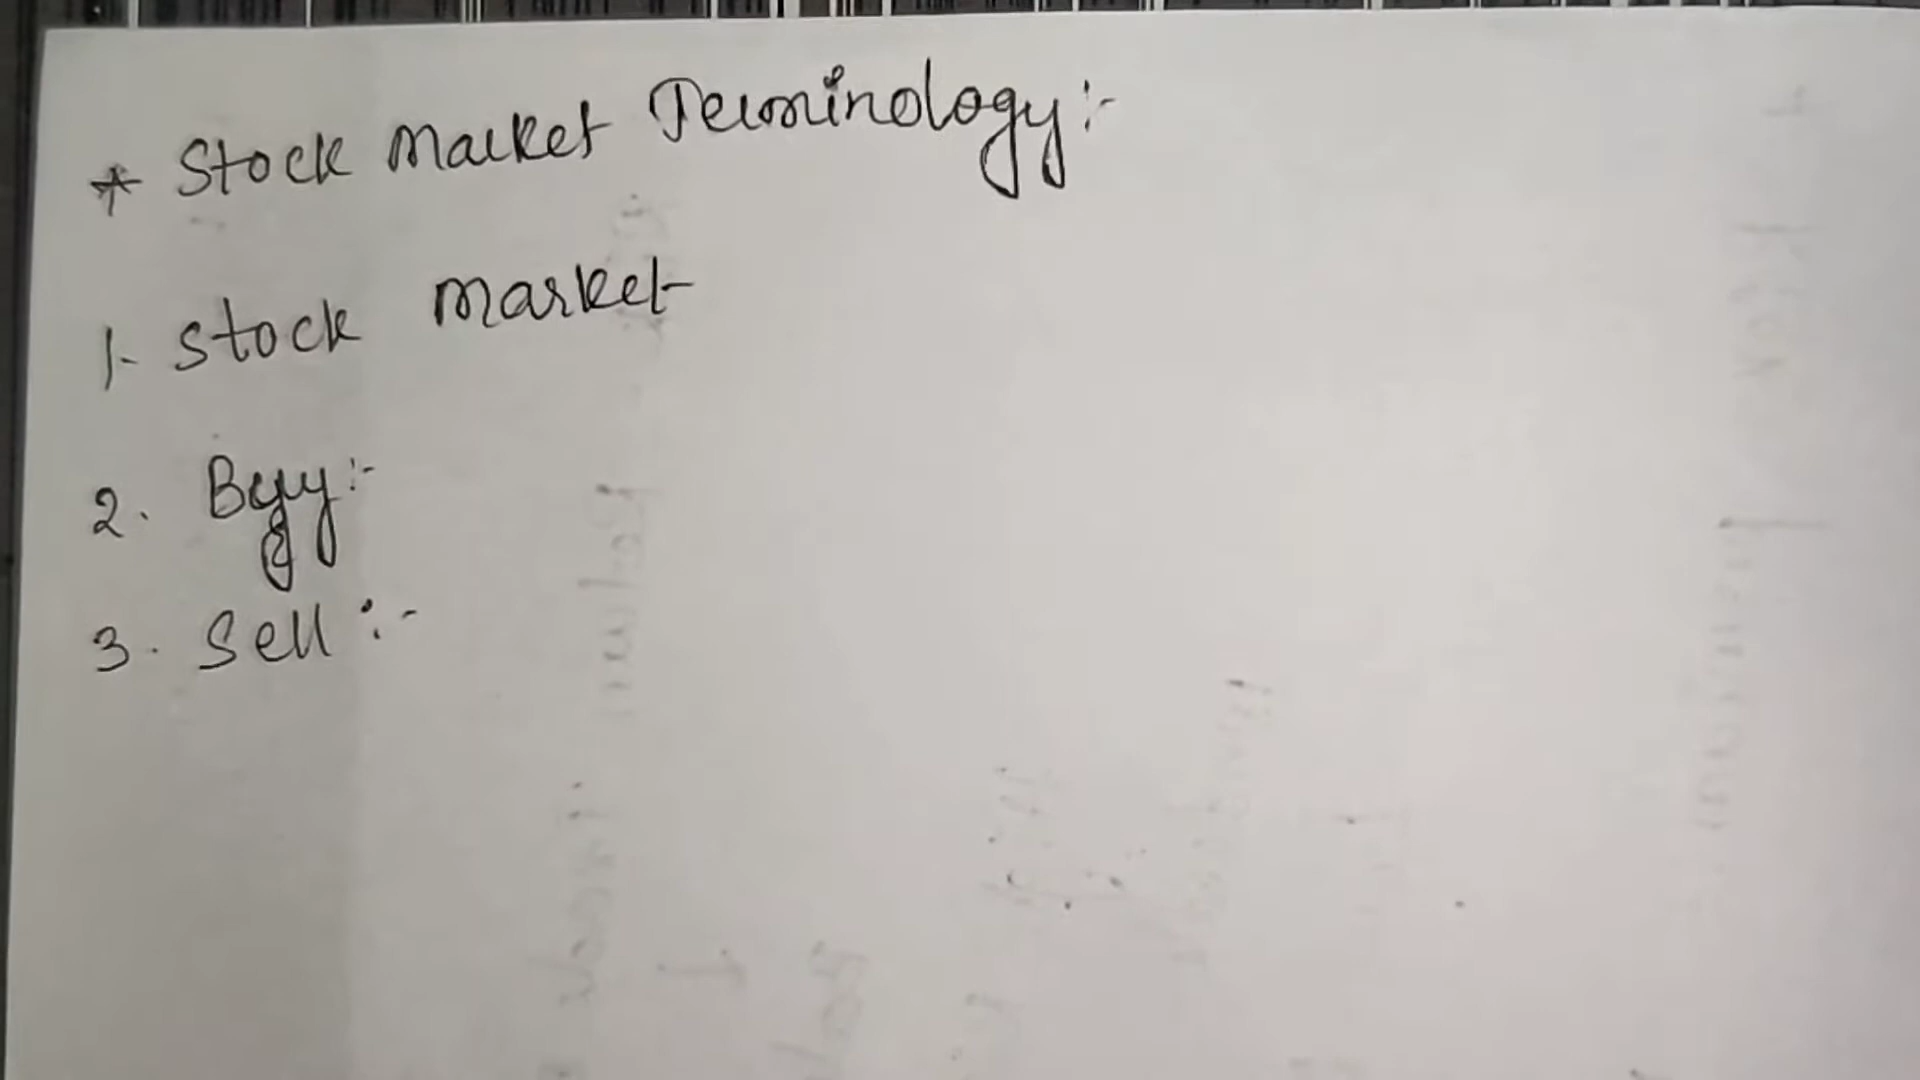 * Stock Market Terminology:-
1. Stock Market
2. Buy:-
3. Sell:-